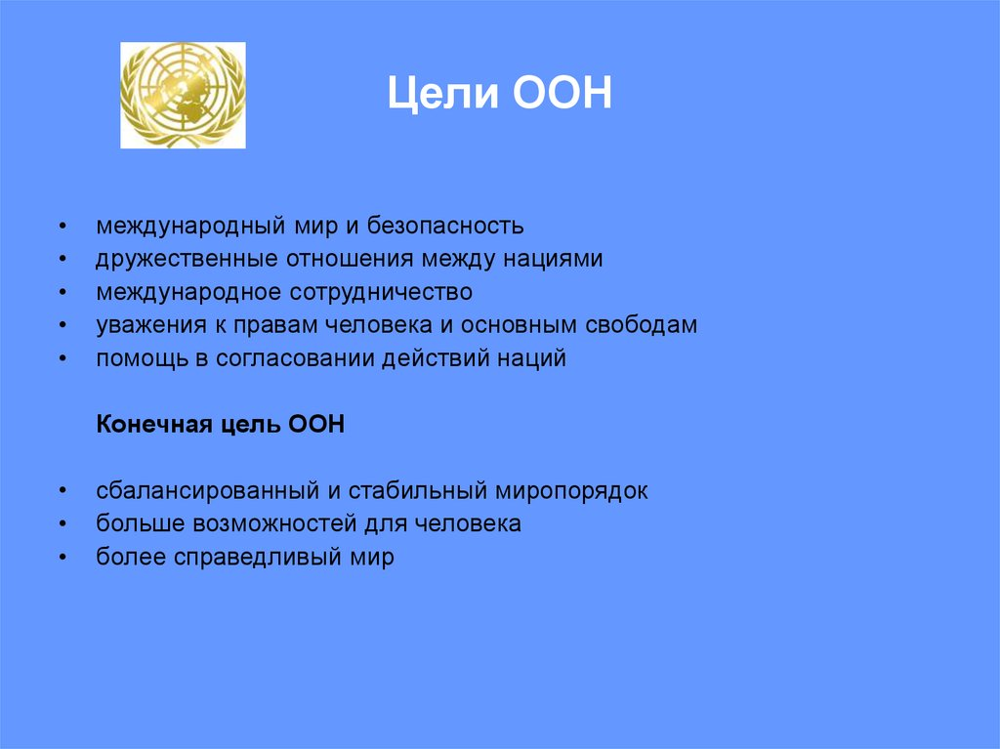 Цели ООН
• международный мир и безопасность
• дружественные отношения между нациями
• международное сотрудничество
• уважения к правам человека и основным свободам
• помощь в согласовании действий наций
Конечная цель ООН
• сбалансированный и стабильный миропорядок
• больше возможностей для человека
• более справедливый мир